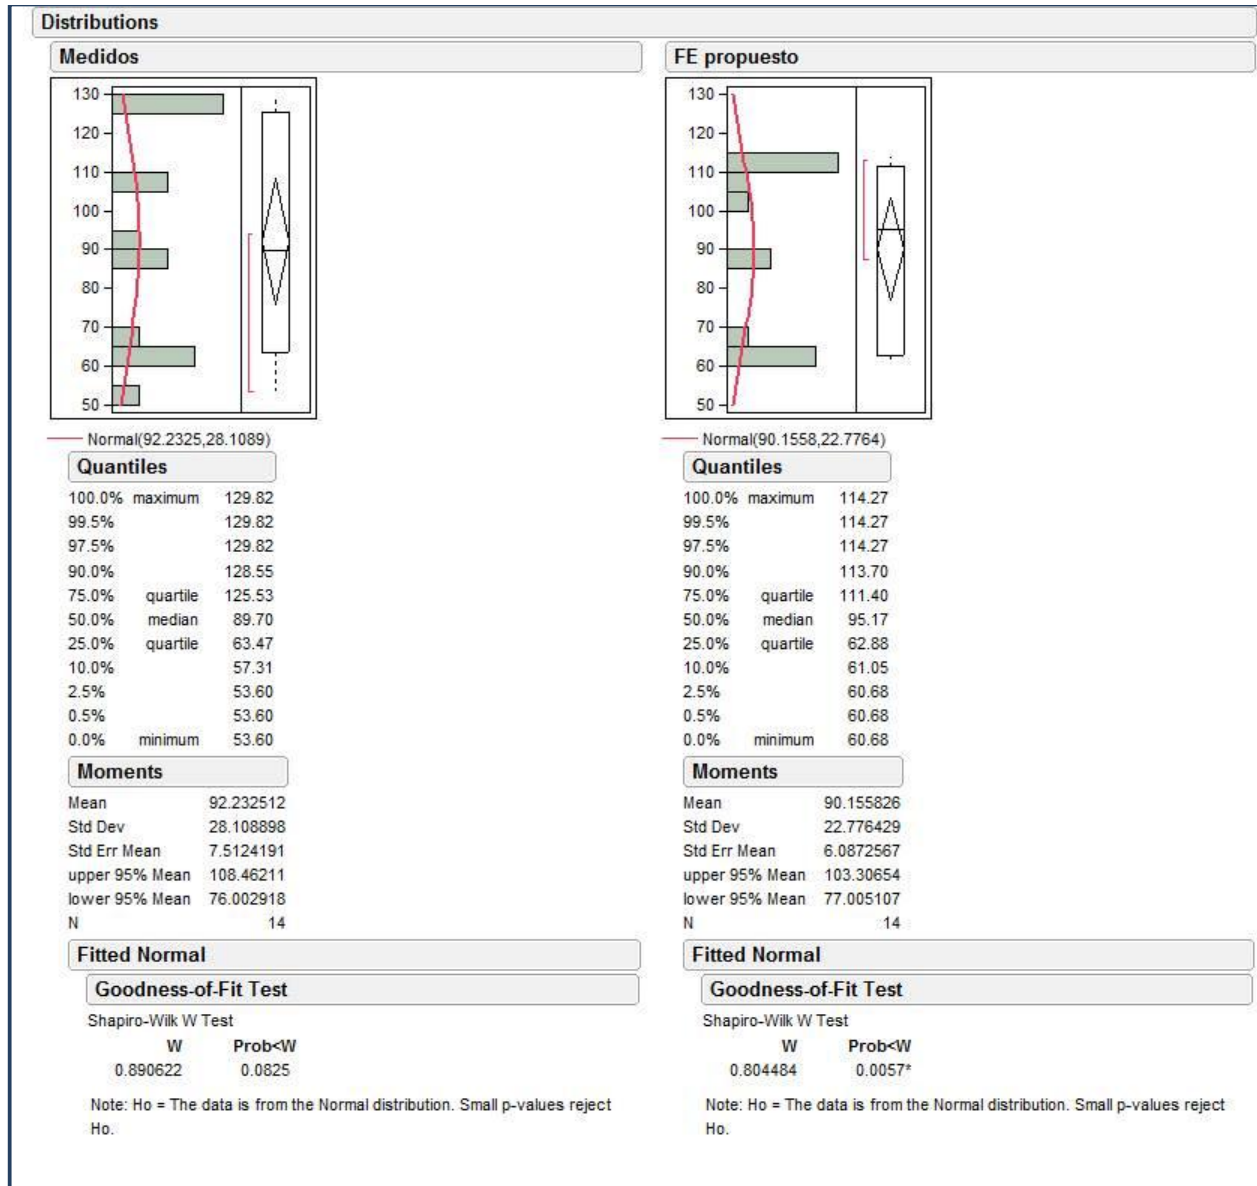 Distributions
Medidos
130
120
110
100
90
80
70
60
50
Normal(92.2325,28.1089)
Quantiles
100.0% maximum 129.82
99.5% 129.82
97.5% 129.82
90.0% 128.55
75.0% quartile 125.53
50.0% median 89.70
25.0% quartile 63.47
10.0% 57.31
2.5% 53.60
0.5% 53.60
0.0% minimum 53.60
Moments
Mean 92.232512
Std Dev 28.108898
Std Err Mean 7.5124191
upper 95% Mean 108.46211
lower 95% Mean 76.002918
N 14
Fitted Normal
Goodness-of-Fit Test
Shapiro-Wilk W Test
W Prob<W
0.890622 0.0825
Note: Ho = The data is from the Normal distribution. Small p-values reject
Ho.
FE propuesto
130
120
110
100
90
80
70
60
50
Normal(90.1558,22.7764)
Quantiles
100.0% maximum 114.27
99.5% 114.27
97.5% 114.27
90.0% 113.70
75.0% quartile 111.40
50.0% median 95.17
25.0% quartile 62.88
10.0% 61.05
2.5% 60.68
0.5% 60.68
0.0% minimum 60.68
Moments
Mean 90.155826
Std Dev 22.776429
Std Err Mean 6.0872567
upper 95% Mean 103.30654
lower 95% Mean 77.005107
N 14
Fitted Normal
Goodness-of-Fit Test
Shapiro-Wilk W Test
W Prob<W
0.804484 0.0057*
Note: Ho = The data is from the Normal distribution. Small p-values reject
Ho.